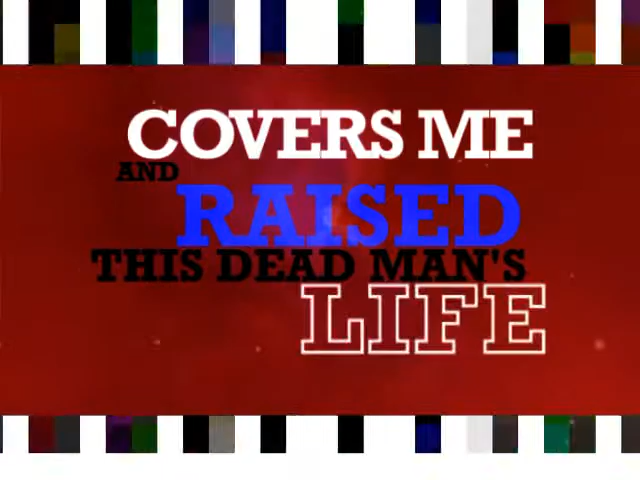 COVERS ME
AND
RAISED
THIS DEAD MAN'S
LIFE